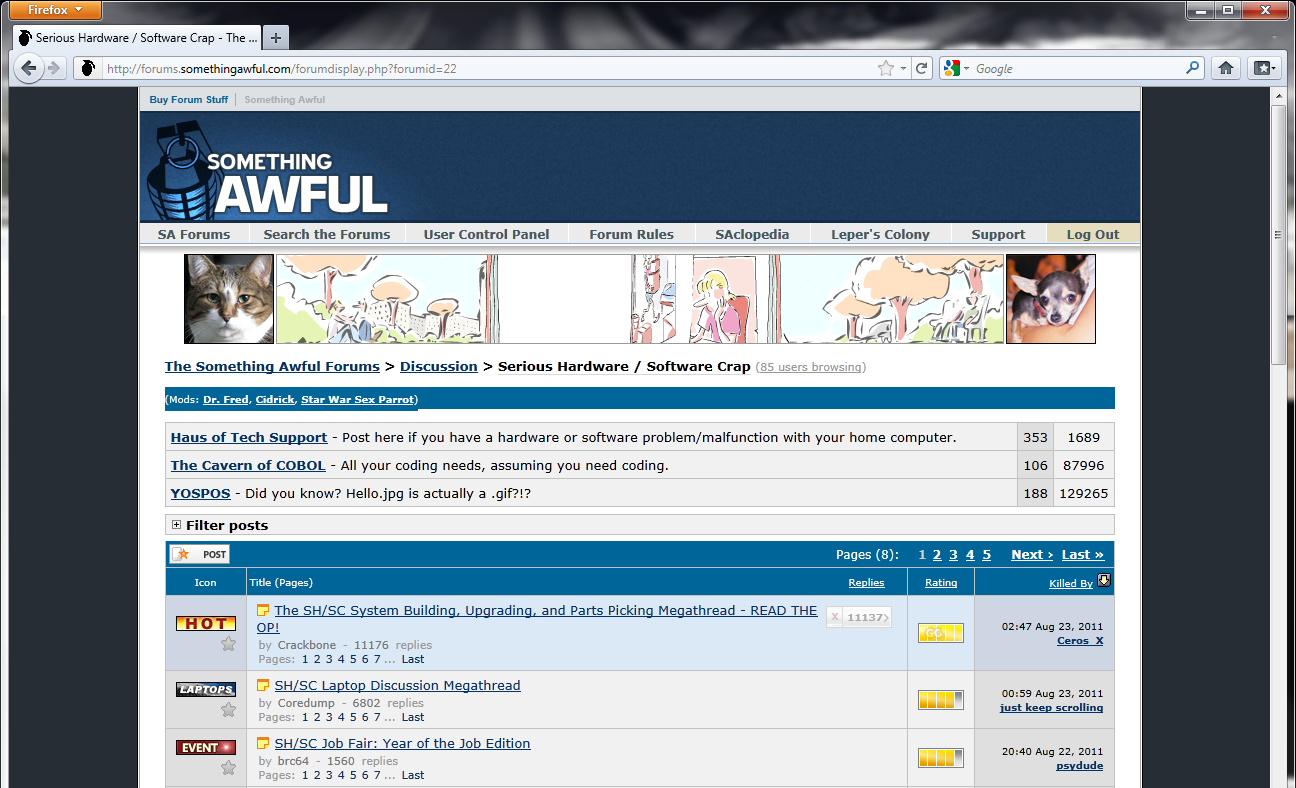 Firefox
Serious Hardware / Software Crap - The ...
http://forums.somethingawful.com/forumdisplay.php?forumid=22
Google
Buy Forum Stuff | Something Awful
SOMETHING
AWFUL
SA Forums Search the Forums User Control Panel Forum Rules SAclopedia Leper's Colony Support Log Out
The Something Awful Forums > Discussion > Serious Hardware / Software Crap (85 users browsing)
(Mods: Dr. Fred, Cidrick, Star War Sex Parrot)
Haus of Tech Support - Post here if you have a hardware or software problem/malfunction with your home computer. 353 1689
The Cavern of COBOL - All your coding needs, assuming you need coding. 106 87996
YOSPOS - Did you know? Hello.jpg is actually a .gif?!? 188 129265
Filter posts
POST Pages (8): 1 2 3 4 5 Next › Last »
Icon Title (Pages) Replies Rating Killed By
HOT The SH/SC System Building, Upgrading, and Parts Picking Megathread - READ THE
OP!
X 11137>
by Crackbone - 11176 replies
Pages: 1 2 3 4 5 6 7 ... Last
02:47 Aug 23, 2011
Ceros_X
LAPTOPS SH/SC Laptop Discussion Megathread
by Coredump - 6802 replies
Pages: 1 2 3 4 5 6 7 ... Last
00:59 Aug 23, 2011
just keep scrolling
EVENT SH/SC Job Fair: Year of the Job Edition
by brc64 - 1560 replies
Pages: 1 2 3 4 5 6 7 ... Last
20:40 Aug 22, 2011
psydude